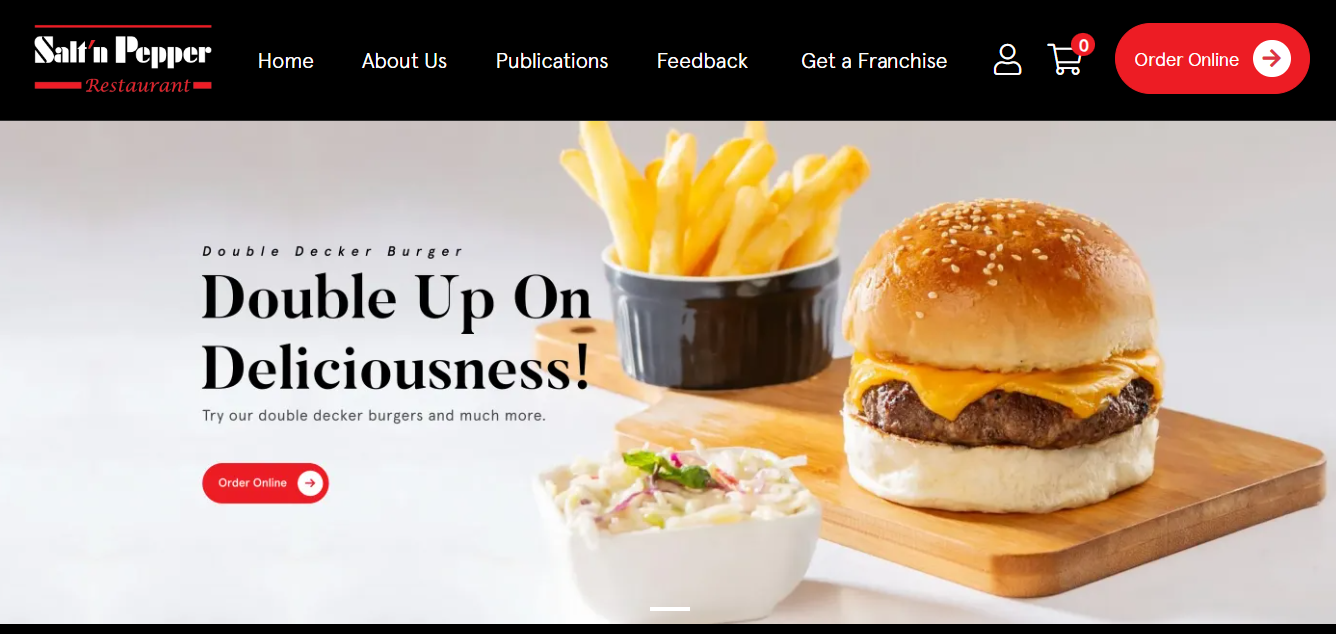 Salt'n Pepper
Restaurant
Home
About Us
Publications
Feedback
Get a Franchise
0
Order Online
Double Decker Burger
Double Up On
Deliciousness!
Try our double decker burgers and much more.
Order Online